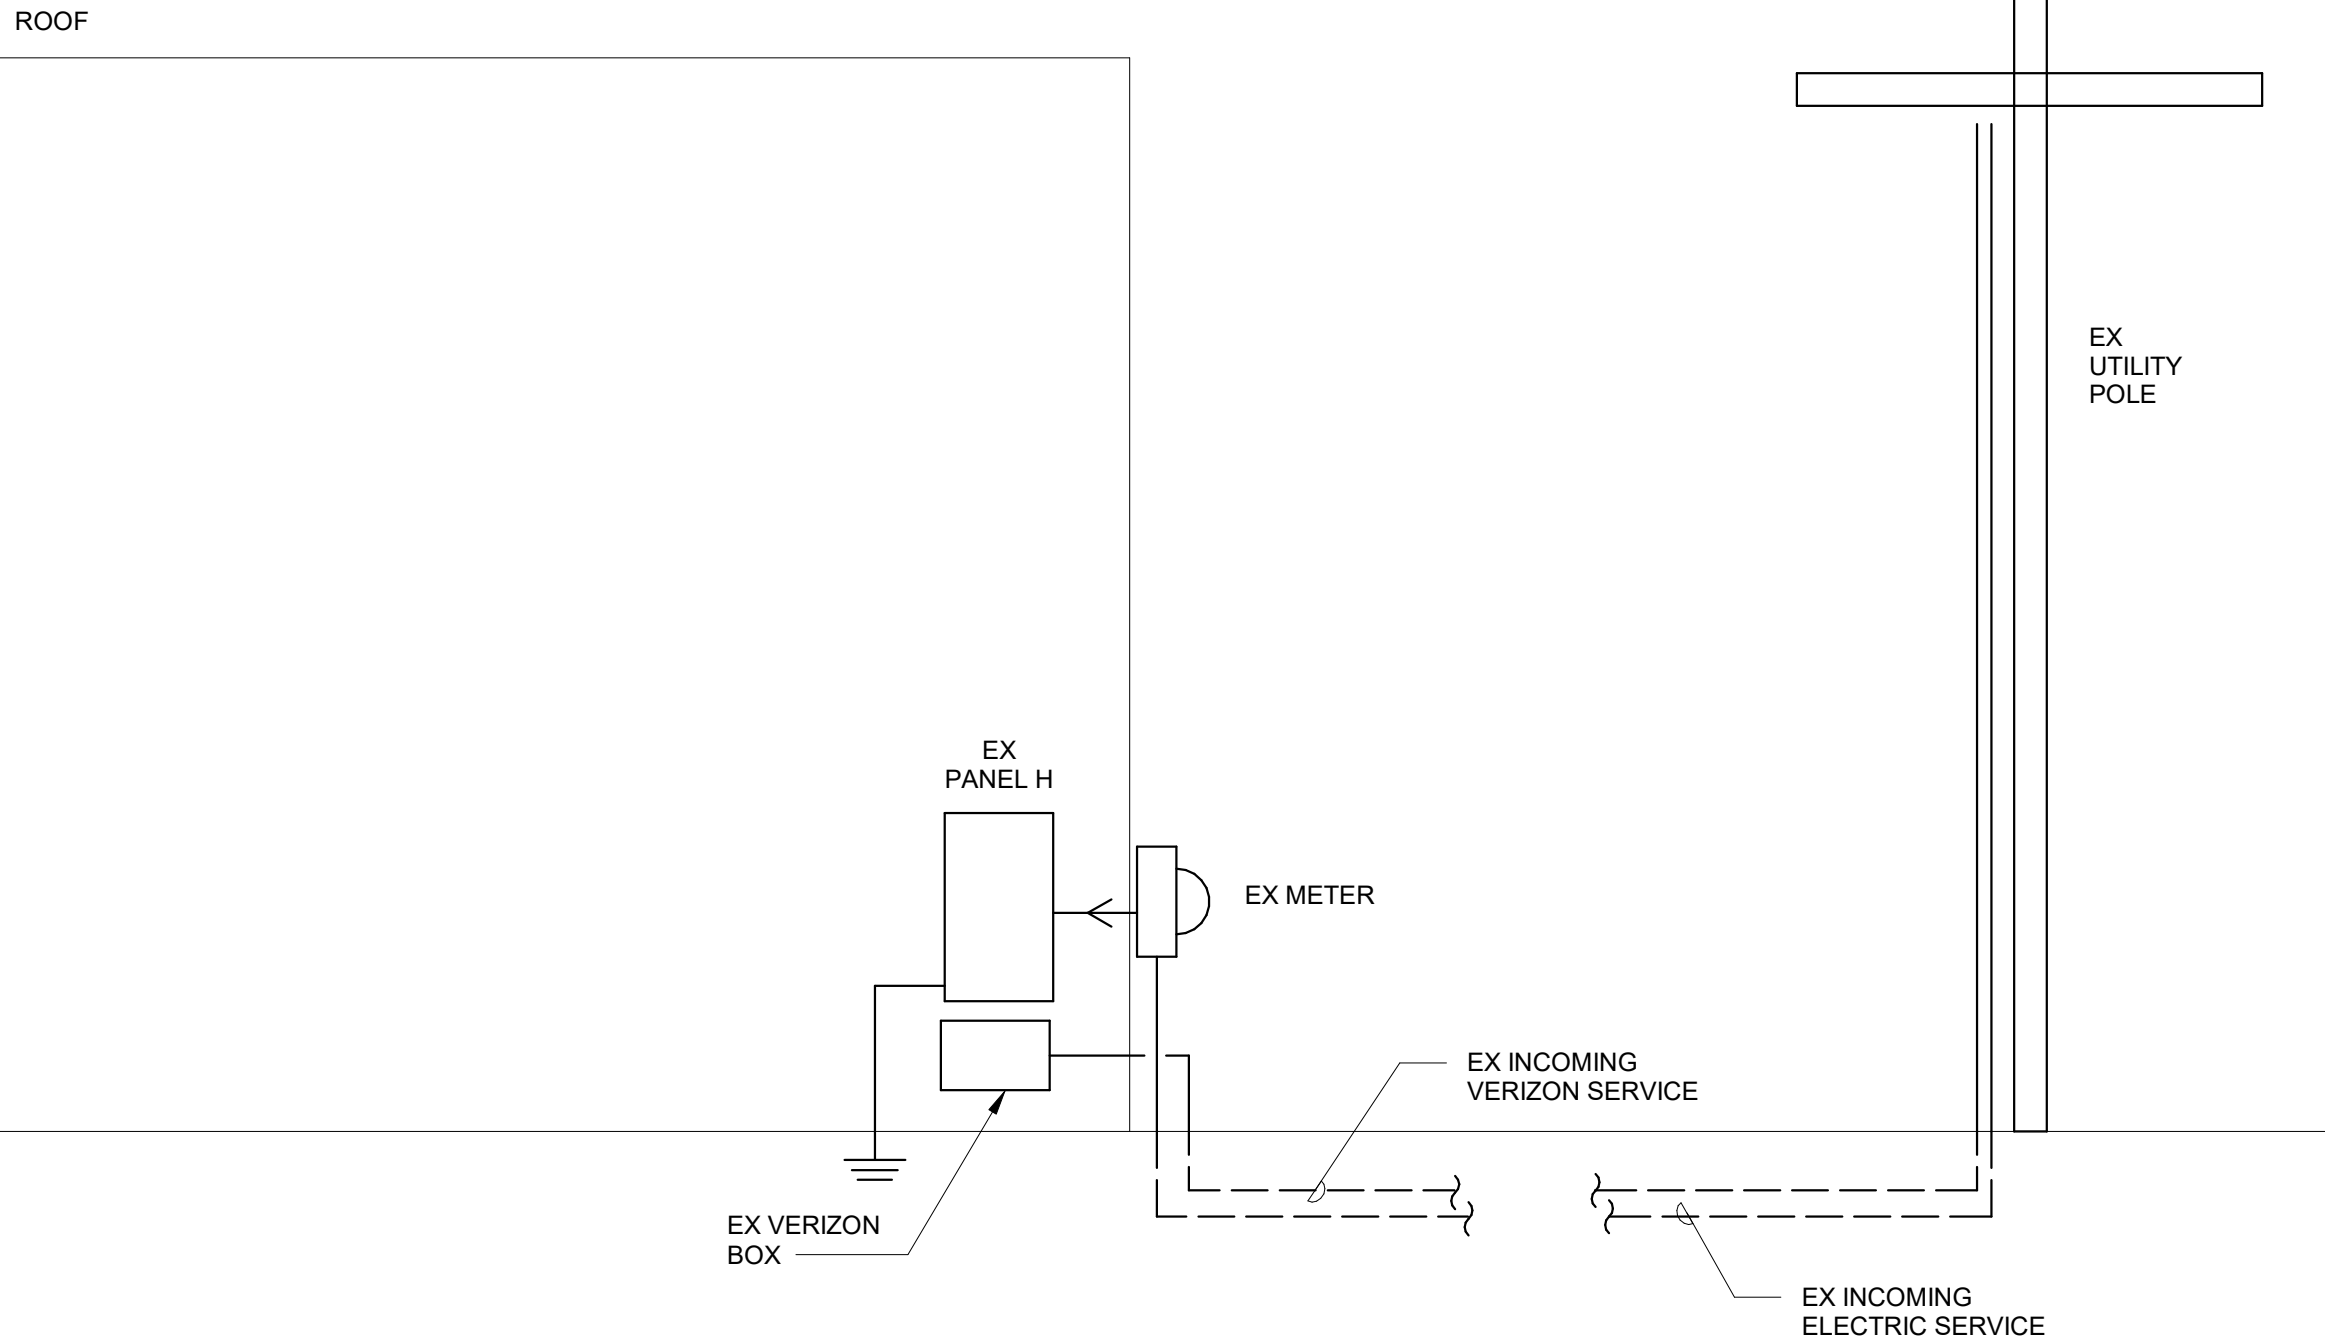 ROOF
EX
UTILITY
POLE
EX
PANEL H
EX METER
EX INCOMING
VERIZON SERVICE
EX VERIZON
BOX
EX INCOMING
ELECTRIC SERVICE